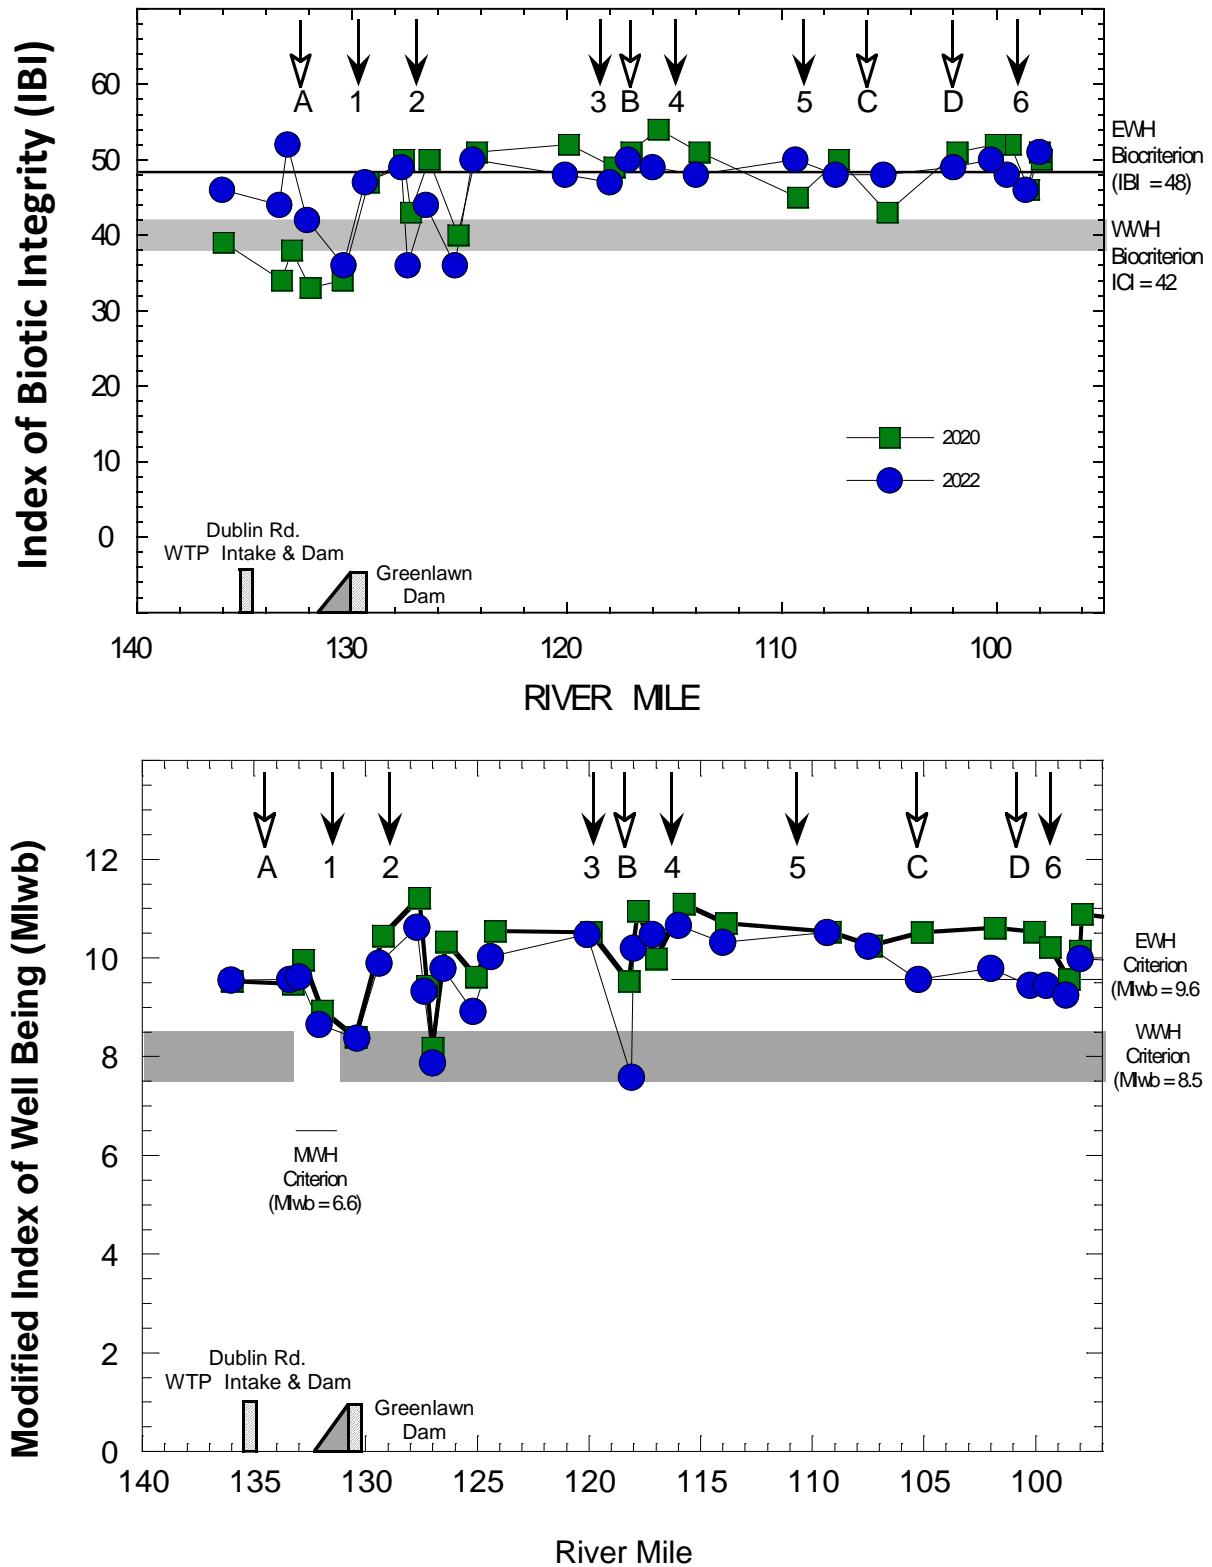 Index of Biotic Integrity (IBI)
60
50
40
30
20
10
0
A
1
2
3
B
4
5
C
D
6
EWH
Biocriterion
(IBI = 48)
WWH
Biocriterion
ICI = 42
2020
2022
Dublin Rd.
WTP Intake & Dam
Greenlawn
Dam
140
130
120
110
100
RIVER MILE
Modified Index of Well Being (MIwb)
12
10
8
6
4
2
0
A
1
2
3
B
4
5
C
D
6
EWH
Criterion
(MIwb = 9.6
WWH
Criterion
(MIwb = 8.5
MWH
Criterion
(MIwb = 6.6)
Dublin Rd.
WTP Intake & Dam
Greenlawn
Dam
140
135
130
125
120
115
110
105
100
River Mile